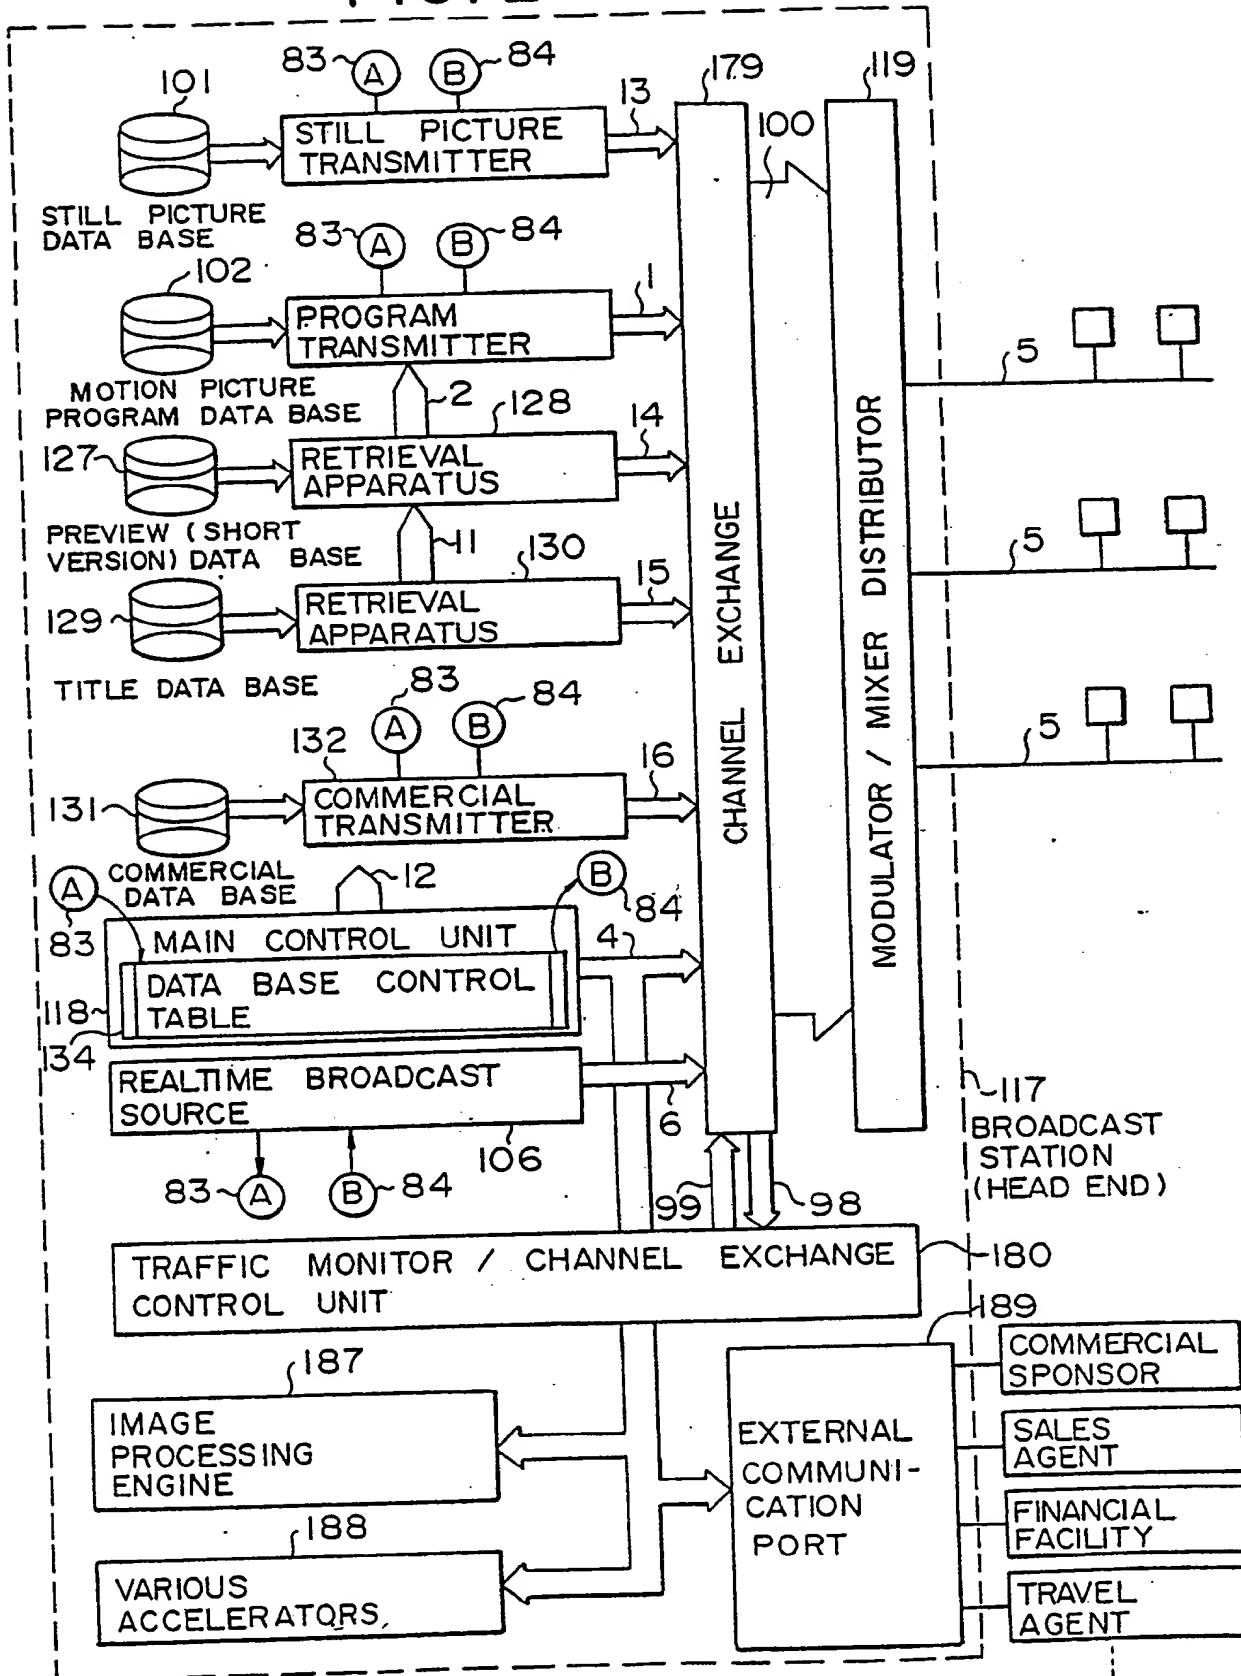 83 A B 84
101
13
179
119
100
STILL PICTURE
TRANSMITTER
STILL PICTURE
DATA BASE
83 A B 84
102
1
PROGRAM
TRANSMITTER
MOTION PICTURE
PROGRAM DATA BASE
2
128
14
127
RETRIEVAL
APPARATUS
PREVIEW (SHORT
VERSION) DATA BASE
11
130
15
129
RETRIEVAL
APPARATUS
TITLE DATA BASE
83
84
A B
132
16
131
COMMERCIAL
TRANSMITTER
COMMERCIAL
DATA BASE
12
A
83
B
84
MAIN CONTROL UNIT
4
DATA BASE CONTROL
TABLE
118
134
REALTIME BROADCAST
SOURCE
6
106
83 A B 84
CHANNEL EXCHANGE
MODULATOR / MIXER DISTRIBUTOR
5
5
5
117
BROADCAST
STATION
(HEAD END)
99
98
TRAFFIC MONITOR / CHANNEL EXCHANGE
CONTROL UNIT
180
189
187
IMAGE
PROCESSING
ENGINE
188
VARIOUS
ACCELERATORS
EXTERNAL
COMMUNI-
CATION
PORT
COMMERCIAL
SPONSOR
SALES
AGENT
FINANCIAL
FACILITY
TRAVEL
AGENT